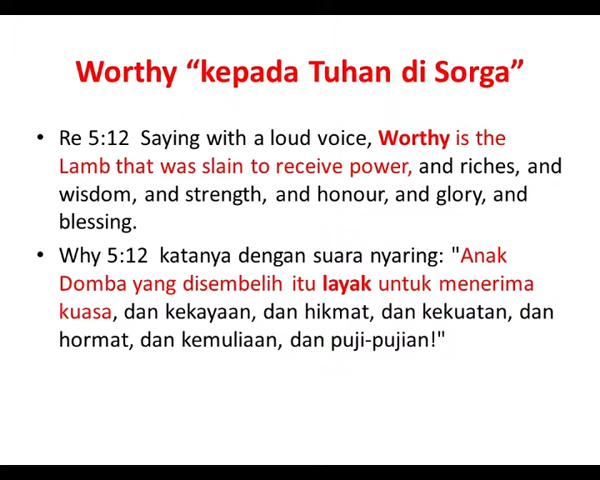 Worthy “kepada Tuhan di Sorga”
• Re 5:12  Saying with a loud voice, Worthy is the
Lamb that was slain to receive power, and riches, and
wisdom, and strength, and honour, and glory, and
blessing.
• Why 5:12  katanya dengan suara nyaring: "Anak
Domba yang disembelih itu layak untuk menerima
kuasa, dan kekayaan, dan hikmat, dan kekuatan, dan
hormat, dan kemuliaan, dan puji-pujian!"